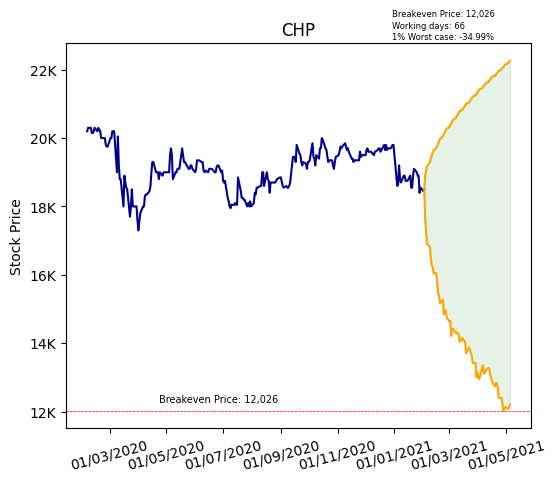 Breakeven Price: 12,026
Working days: 66
1% Worst case: -34.99%
CHP
Stock Price
22K
20K
18K
16K
14K
12K
Breakeven Price: 12,026
01/03/2020
01/05/2020
01/07/2020
01/09/2020
01/11/2020
01/01/2021
01/03/2021
01/05/2021